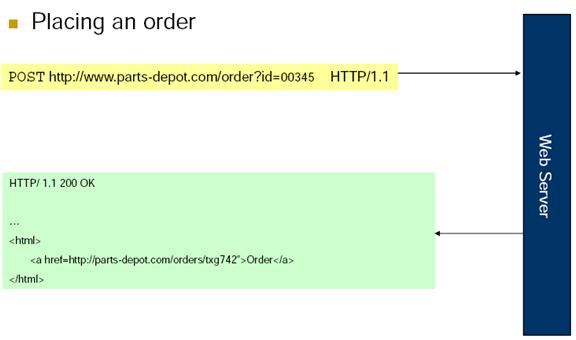 Placing an order
POST http://www.parts-depot.com/order?id=00345 HTTP/1.1
Web Server
HTTP/ 1.1 200 OK
...
<html>
<a href=http://parts-depot.com/orders/txg742">Order</a>
</html>